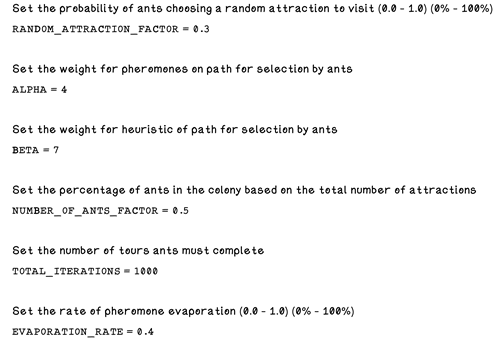 Set the probability of ants choosing a random attraction to visit (0.0 - 1.0) (0% - 100%)
RANDOM_ATTRACTION_FACTOR = 0.3
Set the weight for pheromones on path for selection by ants
ALPHA = 4
Set the weight for heuristic of path for selection by ants
BETA = 7
Set the percentage of ants in the colony based on the total number of attractions
NUMBER_OF_ANTS_FACTOR = 0.5
Set the number of tours ants must complete
TOTAL_ITERATIONS = 1000
Set the rate of pheromone evaporation (0.0 - 1.0) (0% - 100%)
EVAPORATION_RATE = 0.4